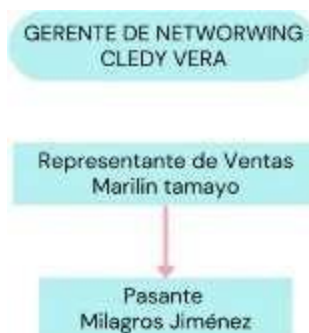 GERENTE DE NETWORWING
CLEDY VERA
Representante de Ventas
Marilin tamayo
Pasante
Milagros Jiménez